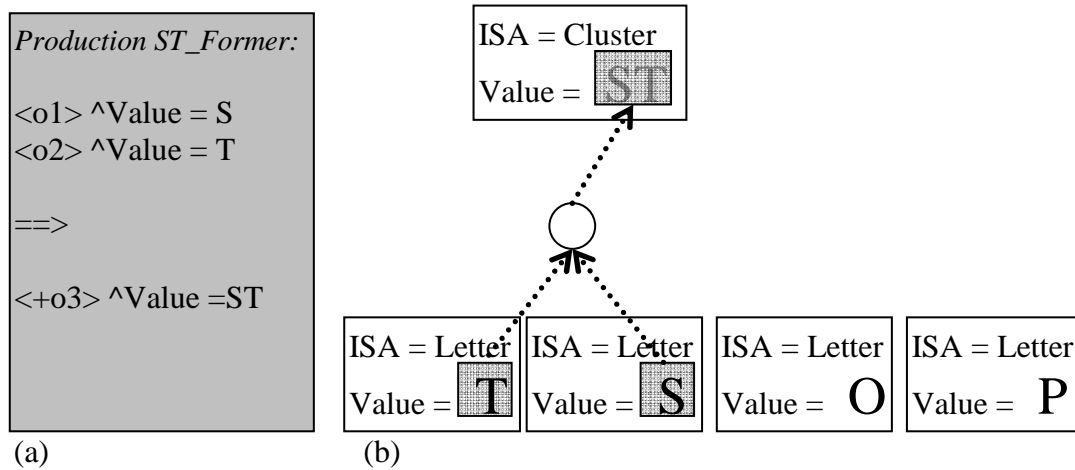 Production ST_Former:
<o1> ^Value = S
<o2> ^Value = T
==>
<+o3> ^Value =ST
(a)
ISA = Cluster
Value = ST
ISA = Letter
Value = T
ISA = Letter
Value = S
ISA = Letter
Value = O
ISA = Letter
Value = P
(b)